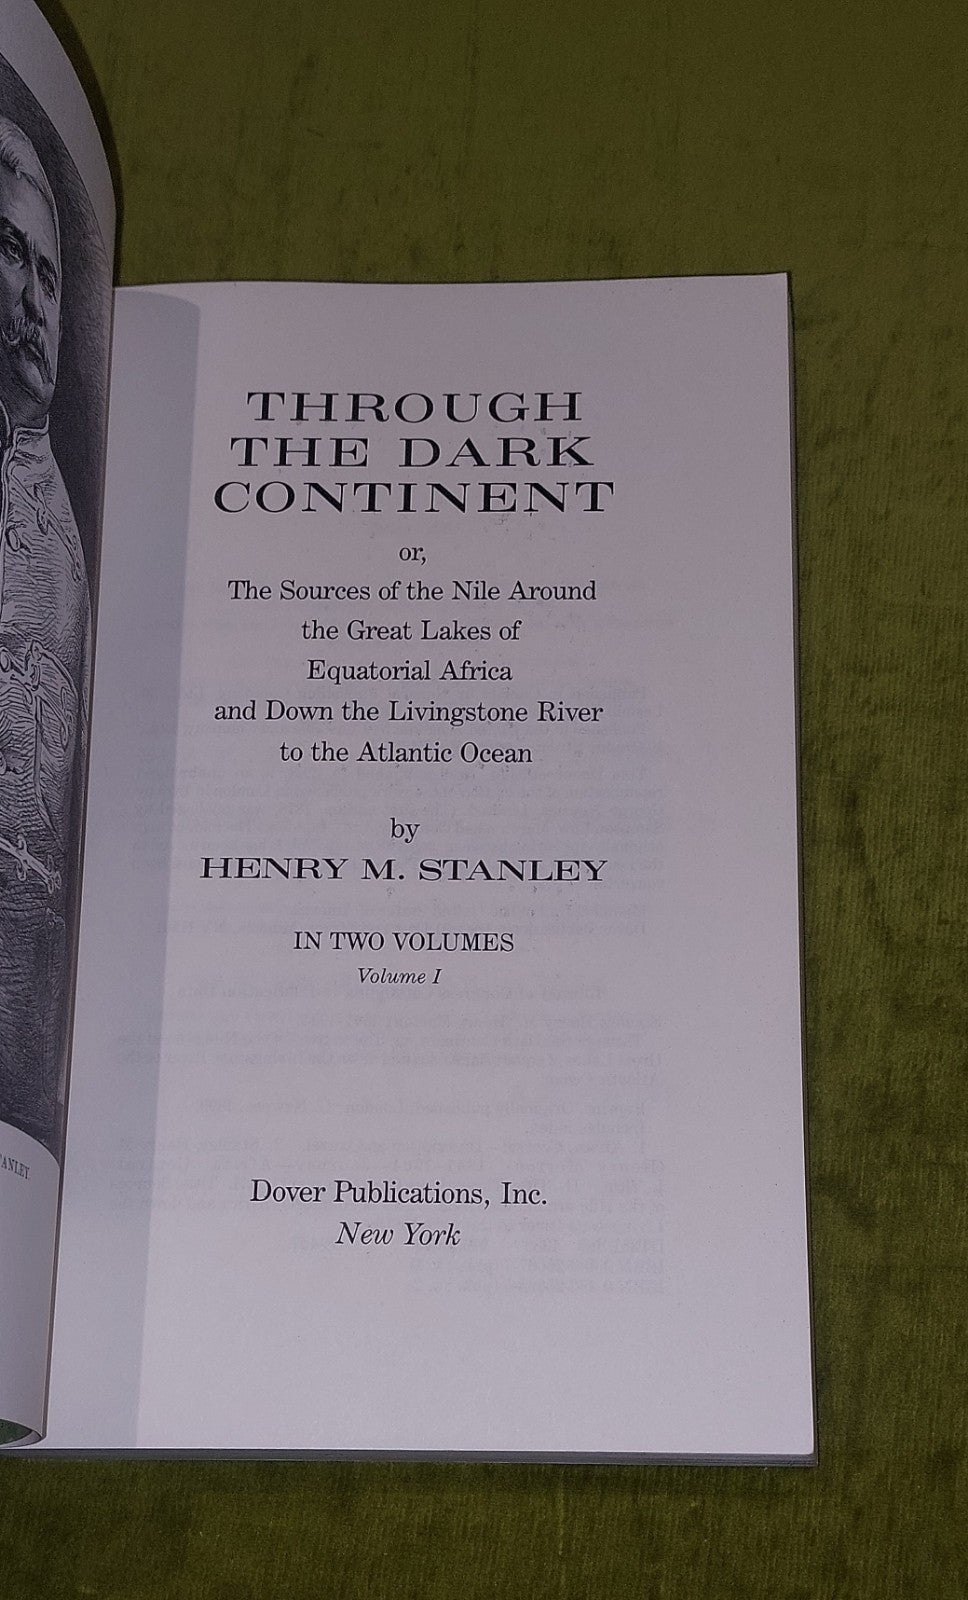 THROUGH
THE DARK
CONTINENT
or,
The Sources of the Nile Around
the Great Lakes of
Equatorial Africa
and Down the Livingstone River
to the Atlantic Ocean
by
HENRY M. STANLEY
IN TWO VOLUMES
Volume I
Dover Publications, Inc.
New York